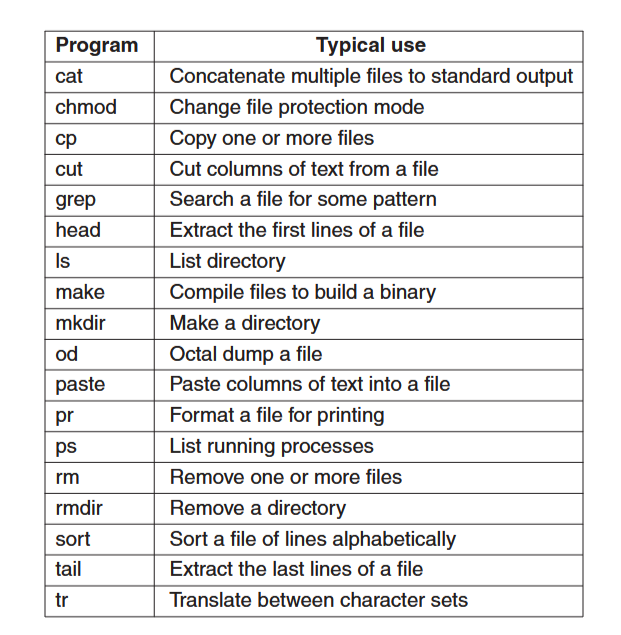 Program Typical use
cat Concatenate multiple files to standard output
chmod Change file protection mode
cp Copy one or more files
cut Cut columns of text from a file
grep Search a file for some pattern
head Extract the first lines of a file
ls List directory
make Compile files to build a binary
mkdir Make a directory
od Octal dump a file
paste Paste columns of text into a file
pr Format a file for printing
ps List running processes
rm Remove one or more files
rmdir Remove a directory
sort Sort a file of lines alphabetically
tail Extract the last lines of a file
tr Translate between character sets